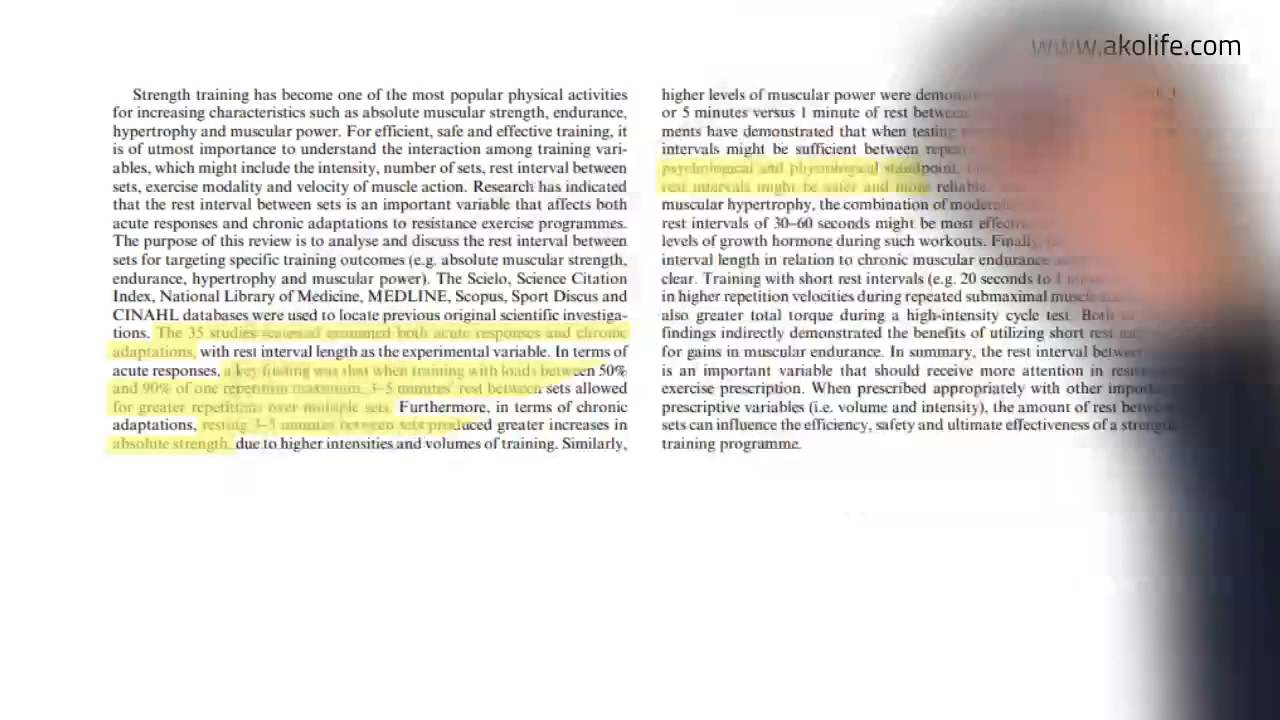 www.akolife.com
Strength training has become one of the most popular physical activities
for increasing characteristics such as absolute muscular strength, endurance,
hypertrophy and muscular power. For efficient, safe and effective training, it
is of utmost importance to understand the interaction among training vari-
ables, which might include the intensity, number of sets, rest interval between
sets, exercise modality and velocity of muscle action. Research has indicated
that the rest interval between sets is an important variable that affects both
acute responses and chronic adaptations to resistance exercise programmes.
The purpose of this review is to analyse and discuss the rest interval between
sets for targeting specific training outcomes (e.g. absolute muscular strength,
endurance, hypertrophy and muscular power). The Scielo, Science Citation
Index, National Library of Medicine, MEDLINE, Scopus, Sport Discus and
CINAHL databases were used to locate previous original scientific investiga-
tions. The 35 studies examined both acute responses and chronic
adaptations, with rest interval length as the experimental variable. In terms of
acute responses, a key finding was that when training with loads between 50%
and 90% of one repetition maximum, 3–5 minutes' rest between sets allowed
for greater repetitions over multiple sets. Furthermore, in terms of chronic
adaptations, resting 3–5 minutes between sets produced greater increases in
absolute strength, due to higher intensities and volumes of training. Similarly,
higher levels of muscular power were
or 5 minutes versus 1 minute of rest
ments have demonstrated that when testing
intervals might be sufficient between
psychological and physiological standpoint,
rest intervals might be safer and more reliable.
muscular hypertrophy, the combination of
rest intervals of 30–60 seconds might be most
levels of growth hormone during such workouts. Finally,
interval length in relation to chronic muscular endurance
clear. Training with short rest intervals (e.g. 20 seconds to 1
in higher repetition velocities during repeated submaximal
also greater total torque during a high-intensity cycle test. Both
findings indirectly demonstrated the benefits of utilizing short rest
for gains in muscular endurance. In summary, the rest interval
is an important variable that should receive more attention in
exercise prescription. When prescribed appropriately with other
prescriptive variables (i.e. volume and intensity), the amount of rest
sets can influence the efficiency, safety and ultimate effectiveness of a
training programme.